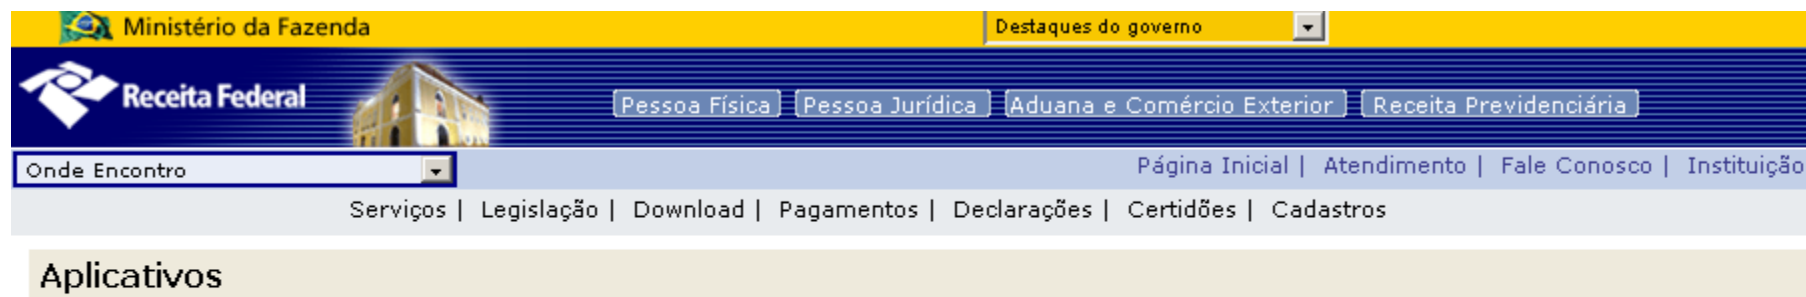 Ministério da Fazenda Destaques do governo
Receita Federal Pessoa Física Pessoa Jurídica Aduana e Comércio Exterior Receita Previdenciária
Onde Encontro Página Inicial | Atendimento | Fale Conosco | Instituição
Serviços | Legislação | Download | Pagamentos | Declarações | Certidões | Cadastros
Aplicativos